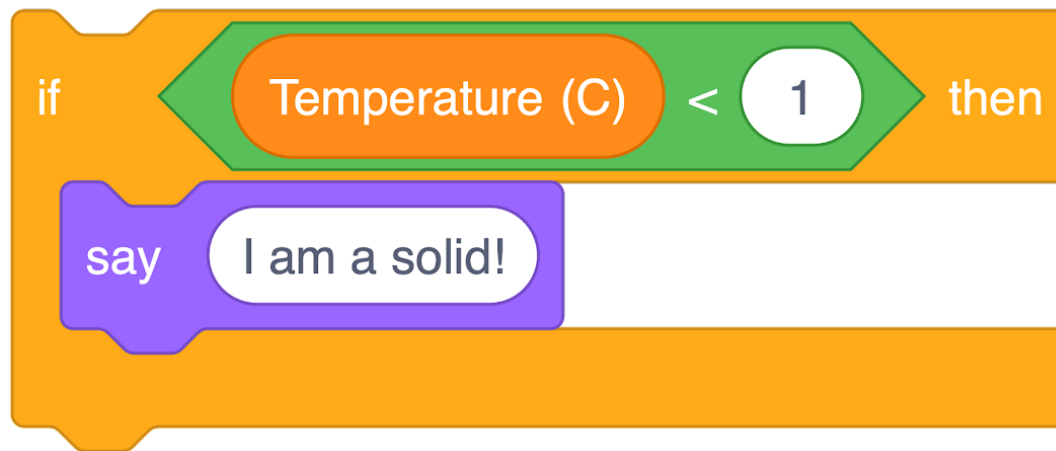 if Temperature (C) < 1 then
say I am a solid!